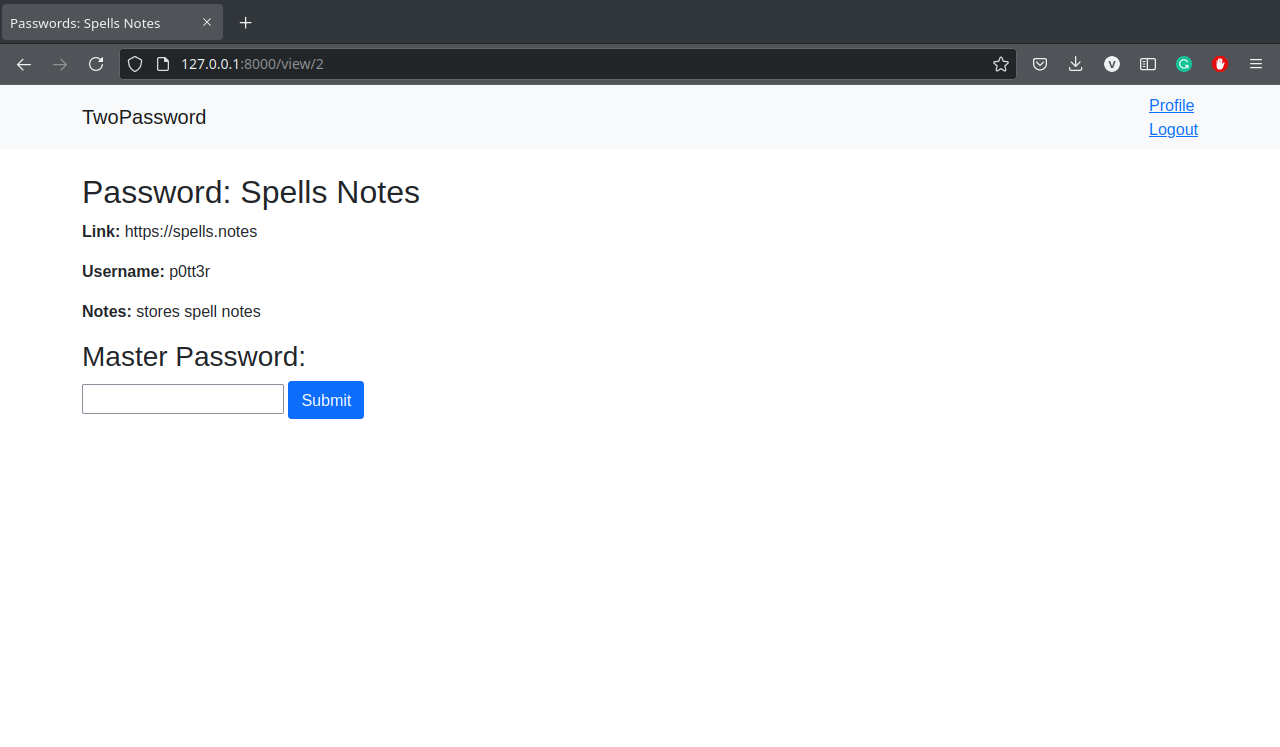 Passwords: Spells Notes
127.0.0.1:8000/view/2
TwoPassword
Profile
Logout
Password: Spells Notes
Link: https://spells.notes
Username: p0tt3r
Notes: stores spell notes
Master Password:
Submit